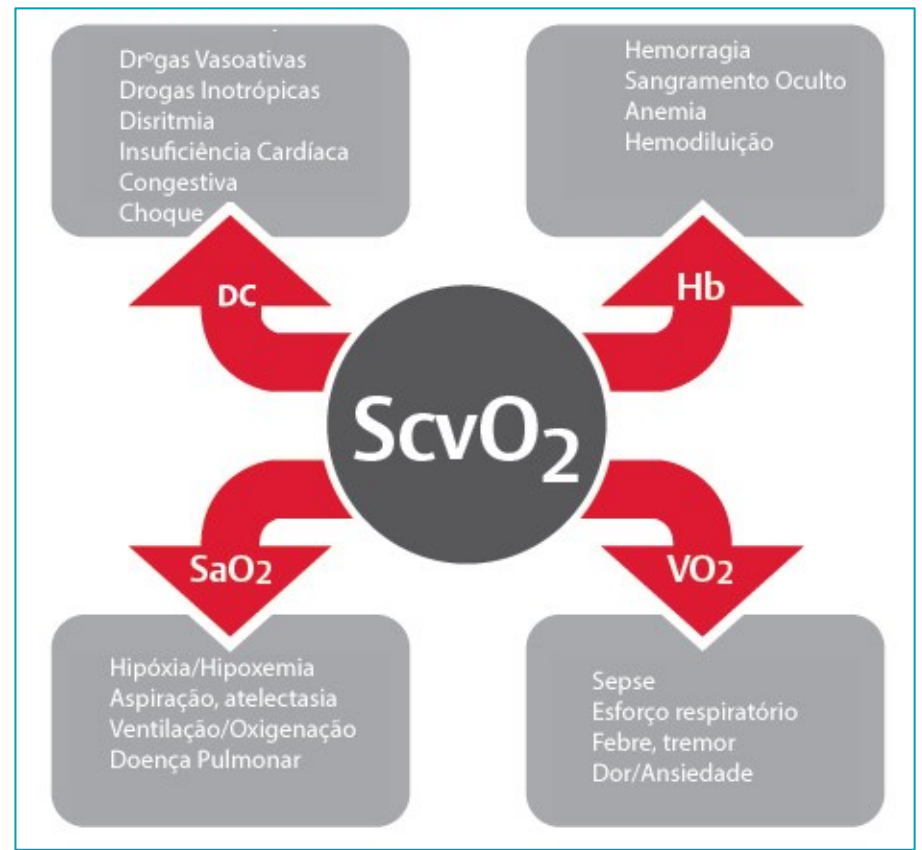 Drºgas Vasoativas
Drogas Inotrópicas
Disritmia
Insuficiência Cardíaca
Congestiva
Choque
DC
Hemorragia
Sangramento Oculto
Anemia
Hemodiluição
Hb
ScvO2
SaO2
Hipóxia/Hipoxemia
Aspiração, atelectasia
Ventilação/Oxigenação
Doença Pulmonar
VO2
Sepse
Esforço respiratório
Febre, tremor
Dor/Ansiedade